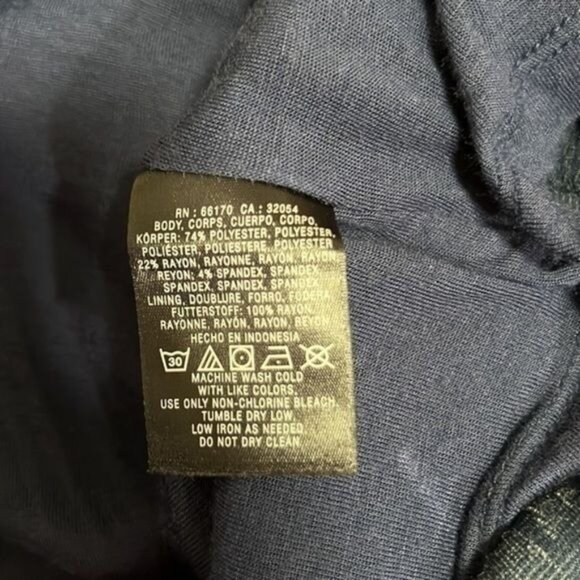 RN : 66170 CA : 32054
BODY, CORPS, CUERPO, CORPO,
KÖRPER: 74% POLYESTER,
POLIÉSTER, POLIESTERE, POLYESTER,
22% RAYON, RAYONNE, RAYON, RAYON
REYON; 4% SPANDEX, SPANDEX,
SPANDEX, SPANDEX, SPANDEX
LINING, DOUBLURE, FORRO, FODERA
FUTTERSTOFF: 100% RAYON,
RAYONNE, RAYÓN, RAYON, RAYON
HECHO EN INDONESIA
30
MACHINE WASH COLD
WITH LIKE COLORS,
USE ONLY NON-CHLORINE BLEACH,
TUMBLE DRY LOW,
LOW IRON AS NEEDED,
DO NOT DRY CLEAN